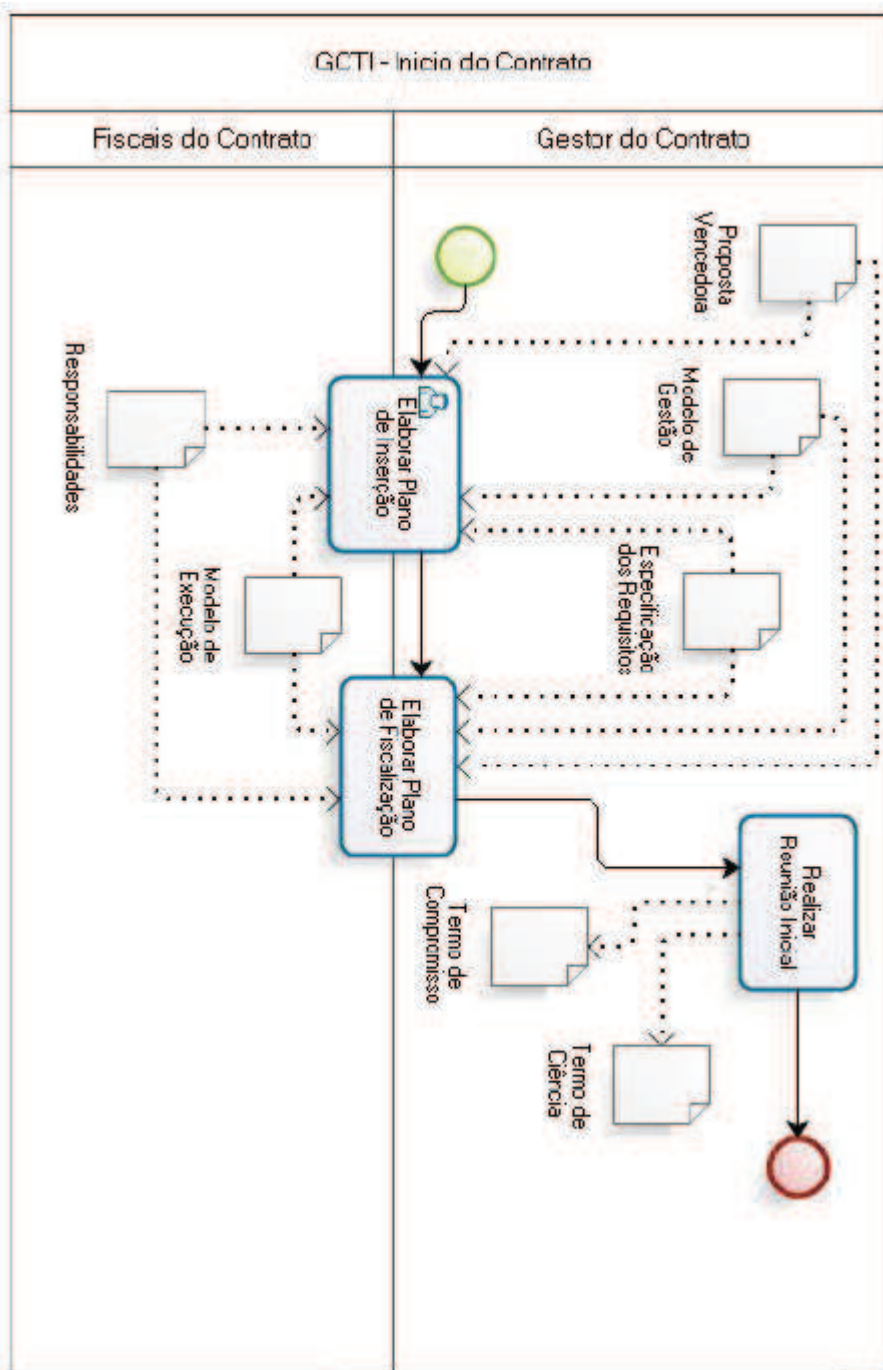 GCTI - Inicio do Contrato
Fiscais do Contrato
Gestor do Contrato
Proposta
Vencedora
Modelo de
Gestão
Especificação
dos Requisitos
Elaborar Plano
de Inserção
Elaborar Plano
de Fiscalização
Responsabilidades
Modelo de
Execução
Realizar
Reunião Inicial
Termo de
Compromisso
Termo de
Ciência